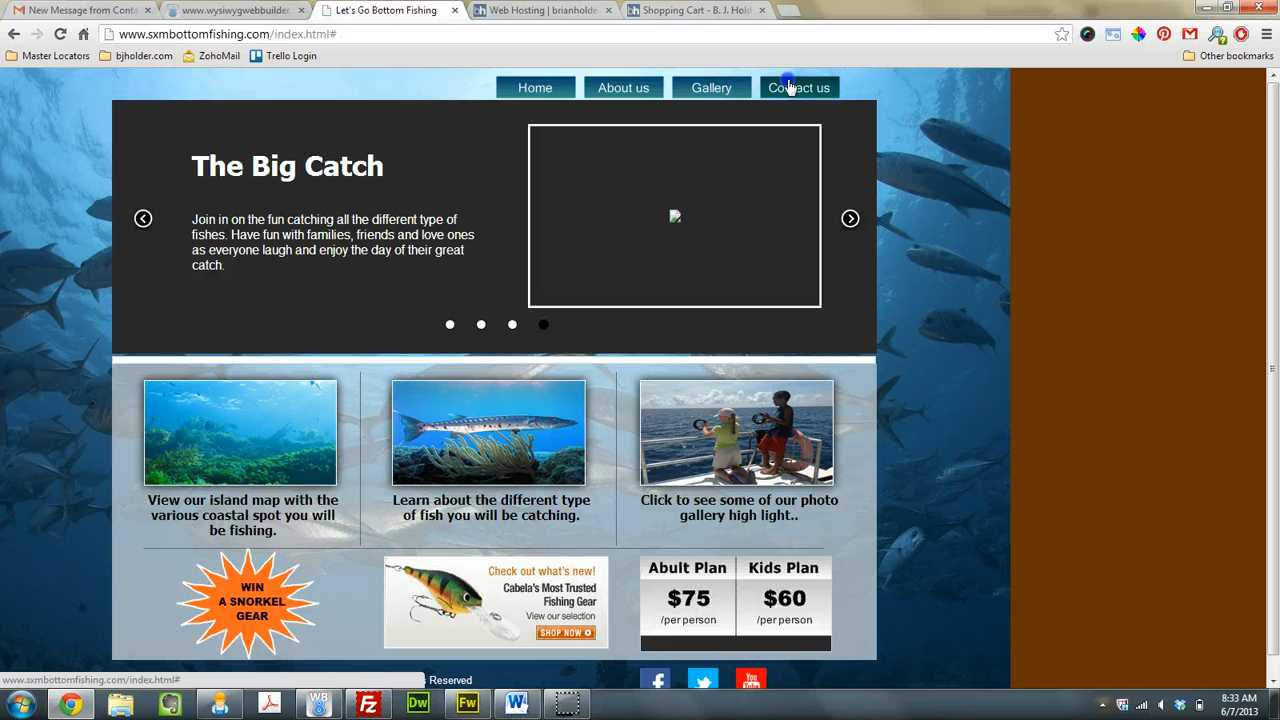 New Message from Conta
www.wysiwygwebbuilder.
Let's Go Bottom Fishing
Web Hosting | brianholder.
Shopping Cart - B. J. Hold
www.sxmbottomfishing.com/index.html#
Master Locators
bjholder.com
ZohoMail
Trello Login
Other bookmarks
Home
About us
Gallery
Contact us
The Big Catch
Join in on the fun catching all the different type of
fishes. Have fun with families, friends and love ones
as everyone laugh and enjoy the day of their great
catch.
View our island map with the
various coastal spot you will
be fishing.
Learn about the different type
of fish you will be catching.
Click to see some of our photo
gallery high light..
WIN
A SNORKEL
GEAR
Check out what's new!
Cabela's Most Trusted
Fishing Gear
View our selection
SHOP NOW
Abult Plan
$75
/per person
Kids Plan
$60
/per person
www.sxmbottomfishing.com/index.html#
s Reserved
f
You
WB
8
Fz
Dw
Fw
W
8:33 AM
6/7/2013